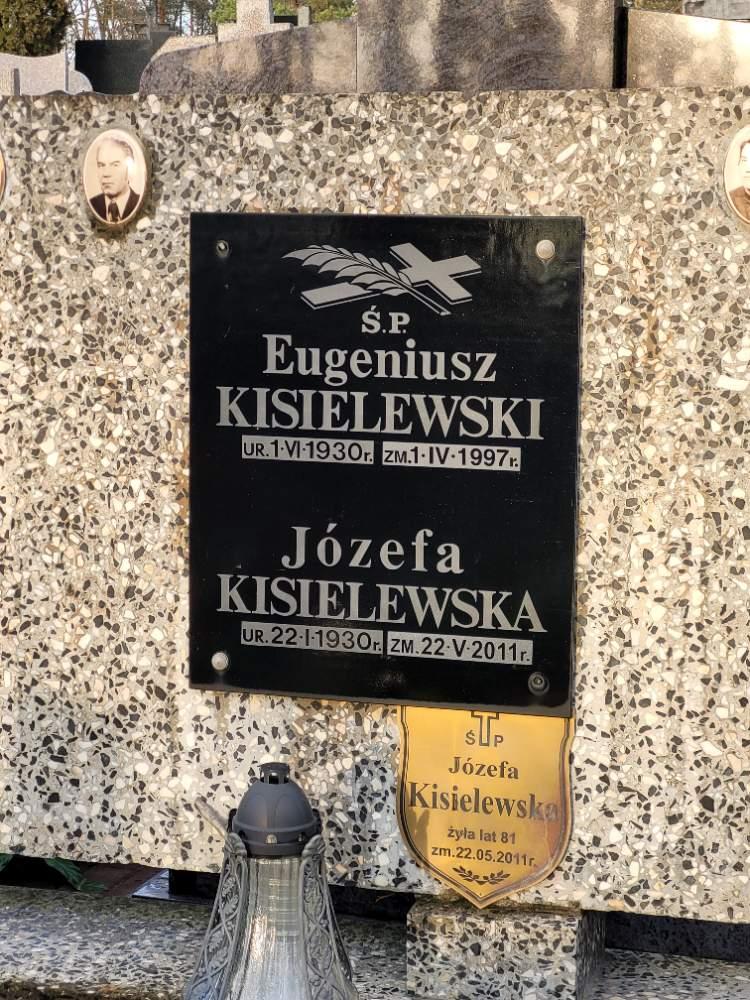 Ś.P.
Eugeniusz
KISIELEWSKI
UR.1·VI·1930r. ZM.1·IV·1997r.
Józefa
KISIELEWSKA
UR.22·I·1930r. ZM.22·V·2011r.
Ś P
Józefa
Kisielewska
żyła lat 81
zm.22.05.2011r.